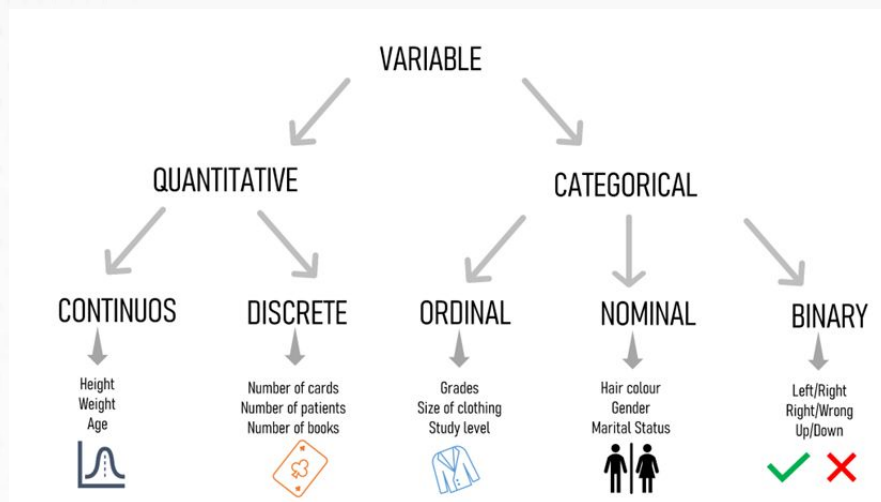 VARIABLE
QUANTITATIVE
CATEGORICAL
CONTINUOS
DISCRETE
ORDINAL
NOMINAL
BINARY
Height
Weight
Age
Number of cards
Number of patients
Number of books
Grades
Size of clothing
Study level
Hair colour
Gender
Marital Status
Left/Right
Right/Wrong
Up/Down